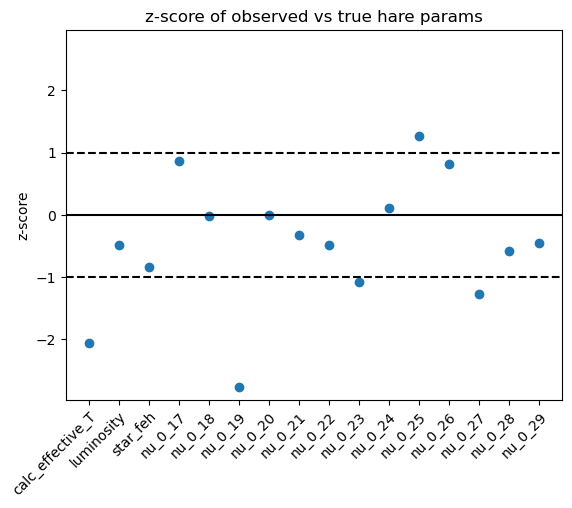 z-score of observed vs true hare params
z-score
2
1
0
−1
−2
calc_effective_T
luminosity
star_feh
nu_0_17
nu_0_18
nu_0_19
nu_0_20
nu_0_21
nu_0_22
nu_0_23
nu_0_24
nu_0_25
nu_0_26
nu_0_27
nu_0_28
nu_0_29